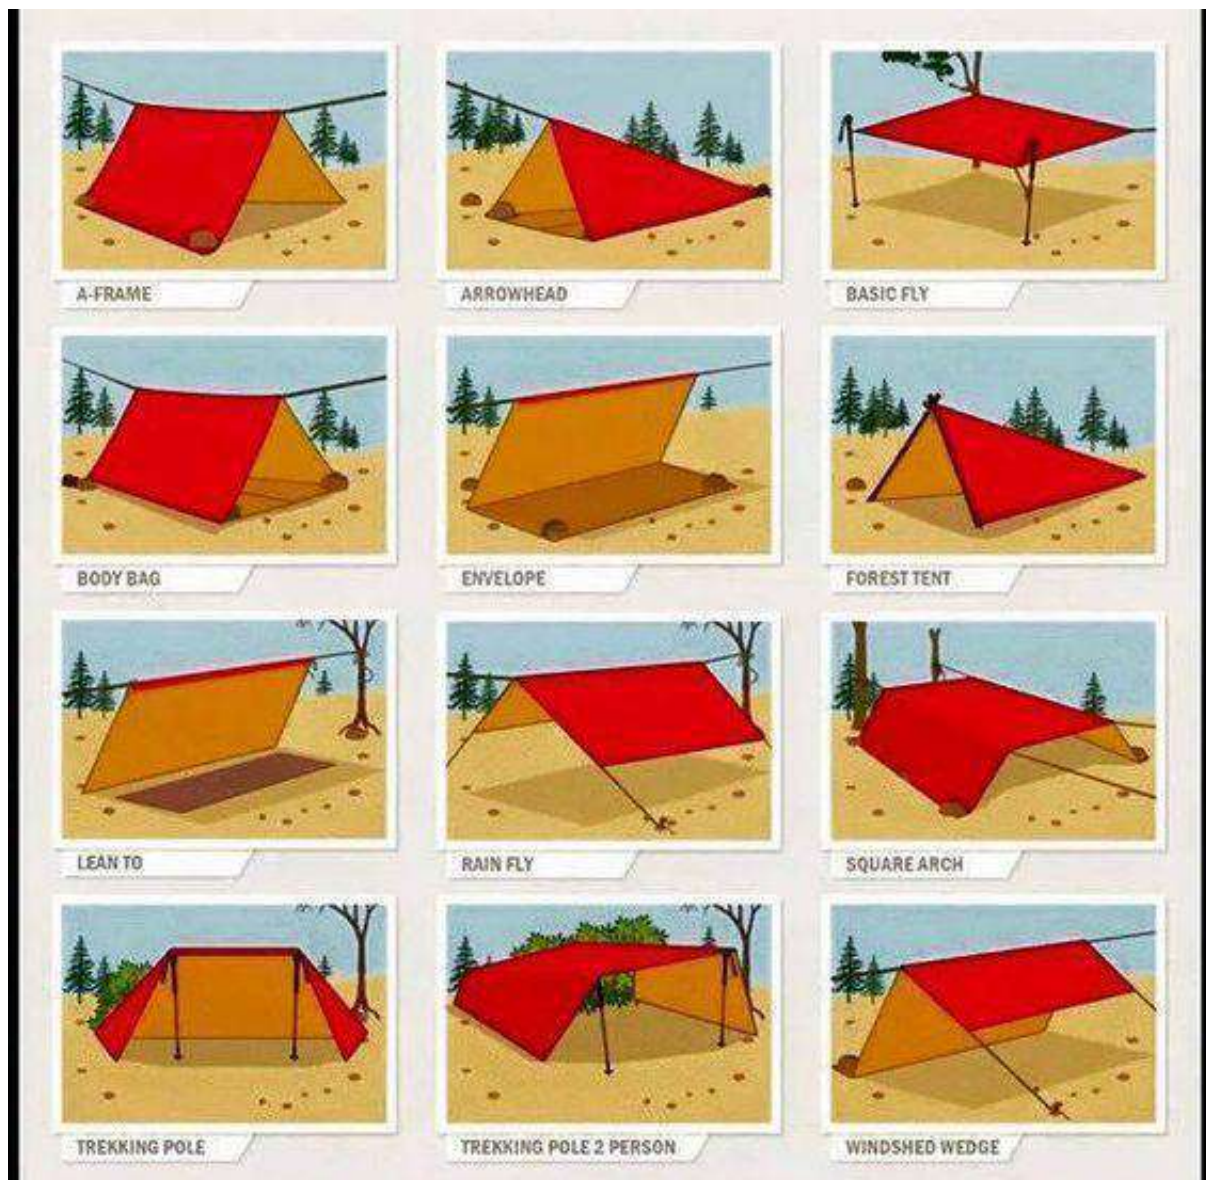 A-FRAME
ARROWHEAD
BASIC FLY
BODY BAG
ENVELOPE
FOREST TENT
LEAN TO
RAIN FLY
SQUARE ARCH
TREKKING POLE
TREKKING POLE 2 PERSON
WINDSHED WEDGE